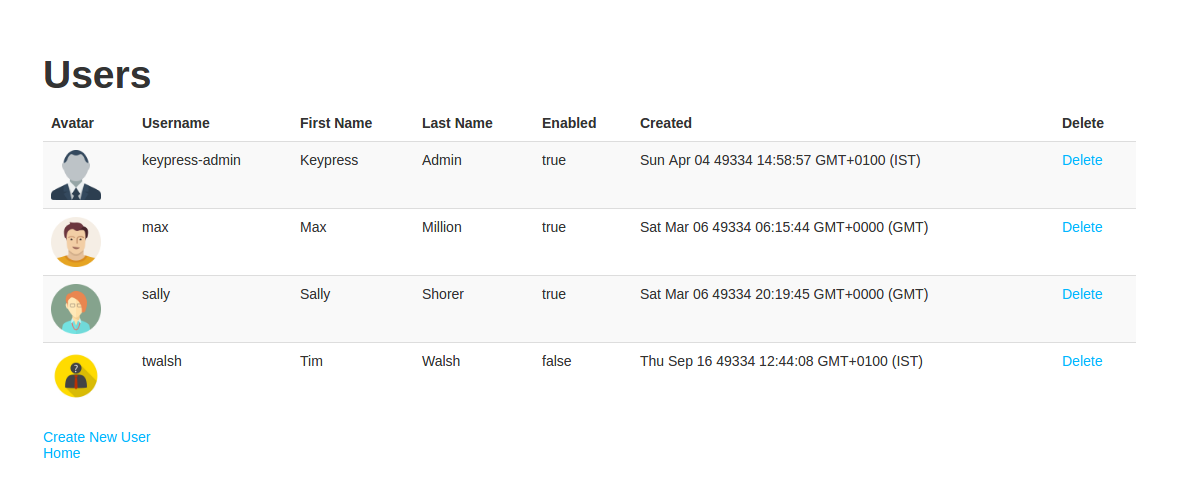 Users
Avatar Username First Name Last Name Enabled Created Delete
keypress-admin Keypress Admin true Sun Apr 04 49334 14:58:57 GMT+0100 (IST) Delete
max Max Million true Sat Mar 06 49334 06:15:44 GMT+0000 (GMT) Delete
sally Sally Shorer true Sat Mar 06 49334 20:19:45 GMT+0000 (GMT) Delete
?
twalsh Tim Walsh false Thu Sep 16 49334 12:44:08 GMT+0100 (IST) Delete
Create New User
Home